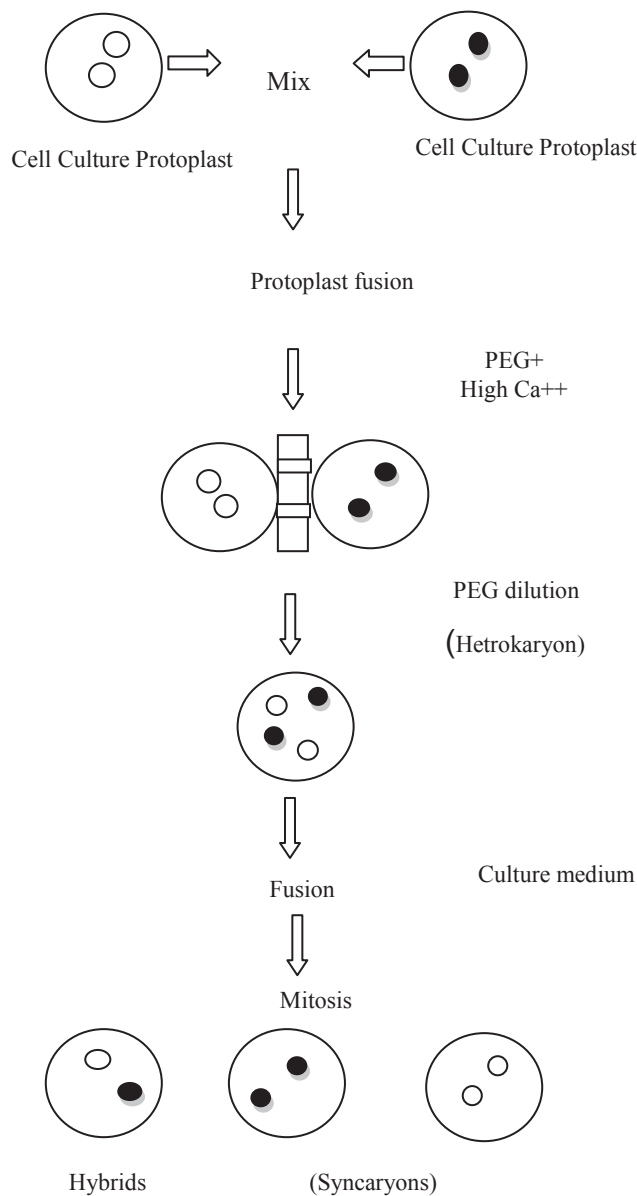 Mix
Cell Culture Protoplast
Cell Culture Protoplast
Protoplast fusion
PEG+
High Ca++
PEG dilution
(Hetrokaryon)
Culture medium
Fusion
Mitosis
Hybrids
(Syncaryons)